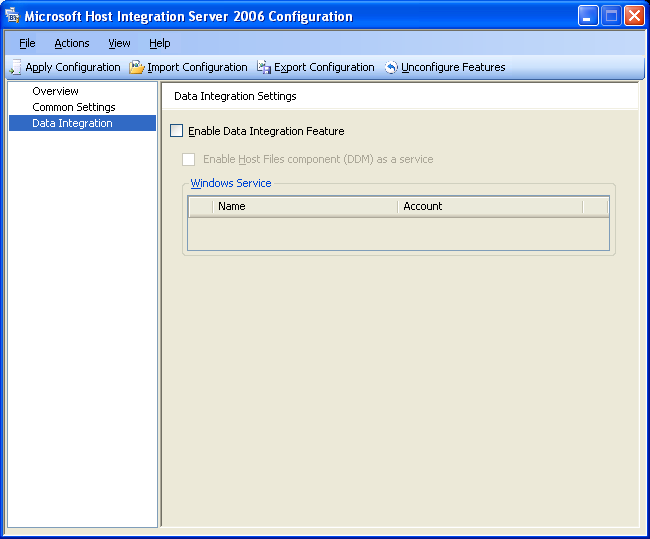 Microsoft Host Integration Server 2006 Configuration
File Actions View Help
Apply Configuration Import Configuration Export Configuration Unconfigure Features
Overview
Common Settings
Data Integration
Data Integration Settings
Enable Data Integration Feature
Enable Host Files component (DDM) as a service
Windows Service
Name Account